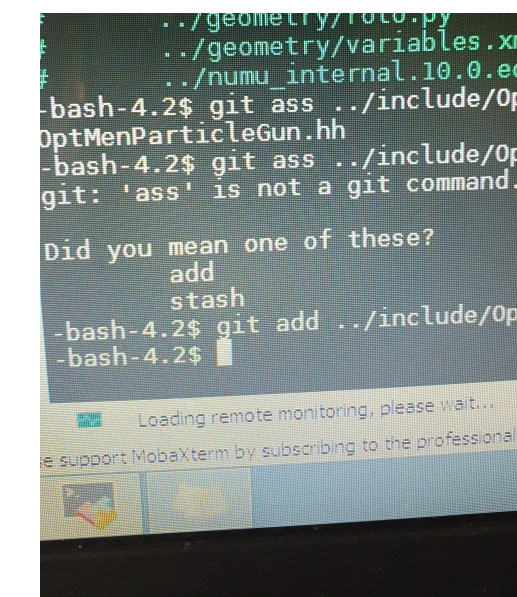 # ../geometry/roto.py
# ../geometry/variables.x
# ../numu_internal.10.0.e
-bash-4.2$ git ass ../include/Op
OptMenParticleGun.hh
-bash-4.2$ git ass ../include/Op
git: 'ass' is not a git command.
Did you mean one of these?
add
stash
-bash-4.2$ git add ../include/Op
-bash-4.2$
Loading remote monitoring, please wait...
e support MobaXterm by subscribing to the professional